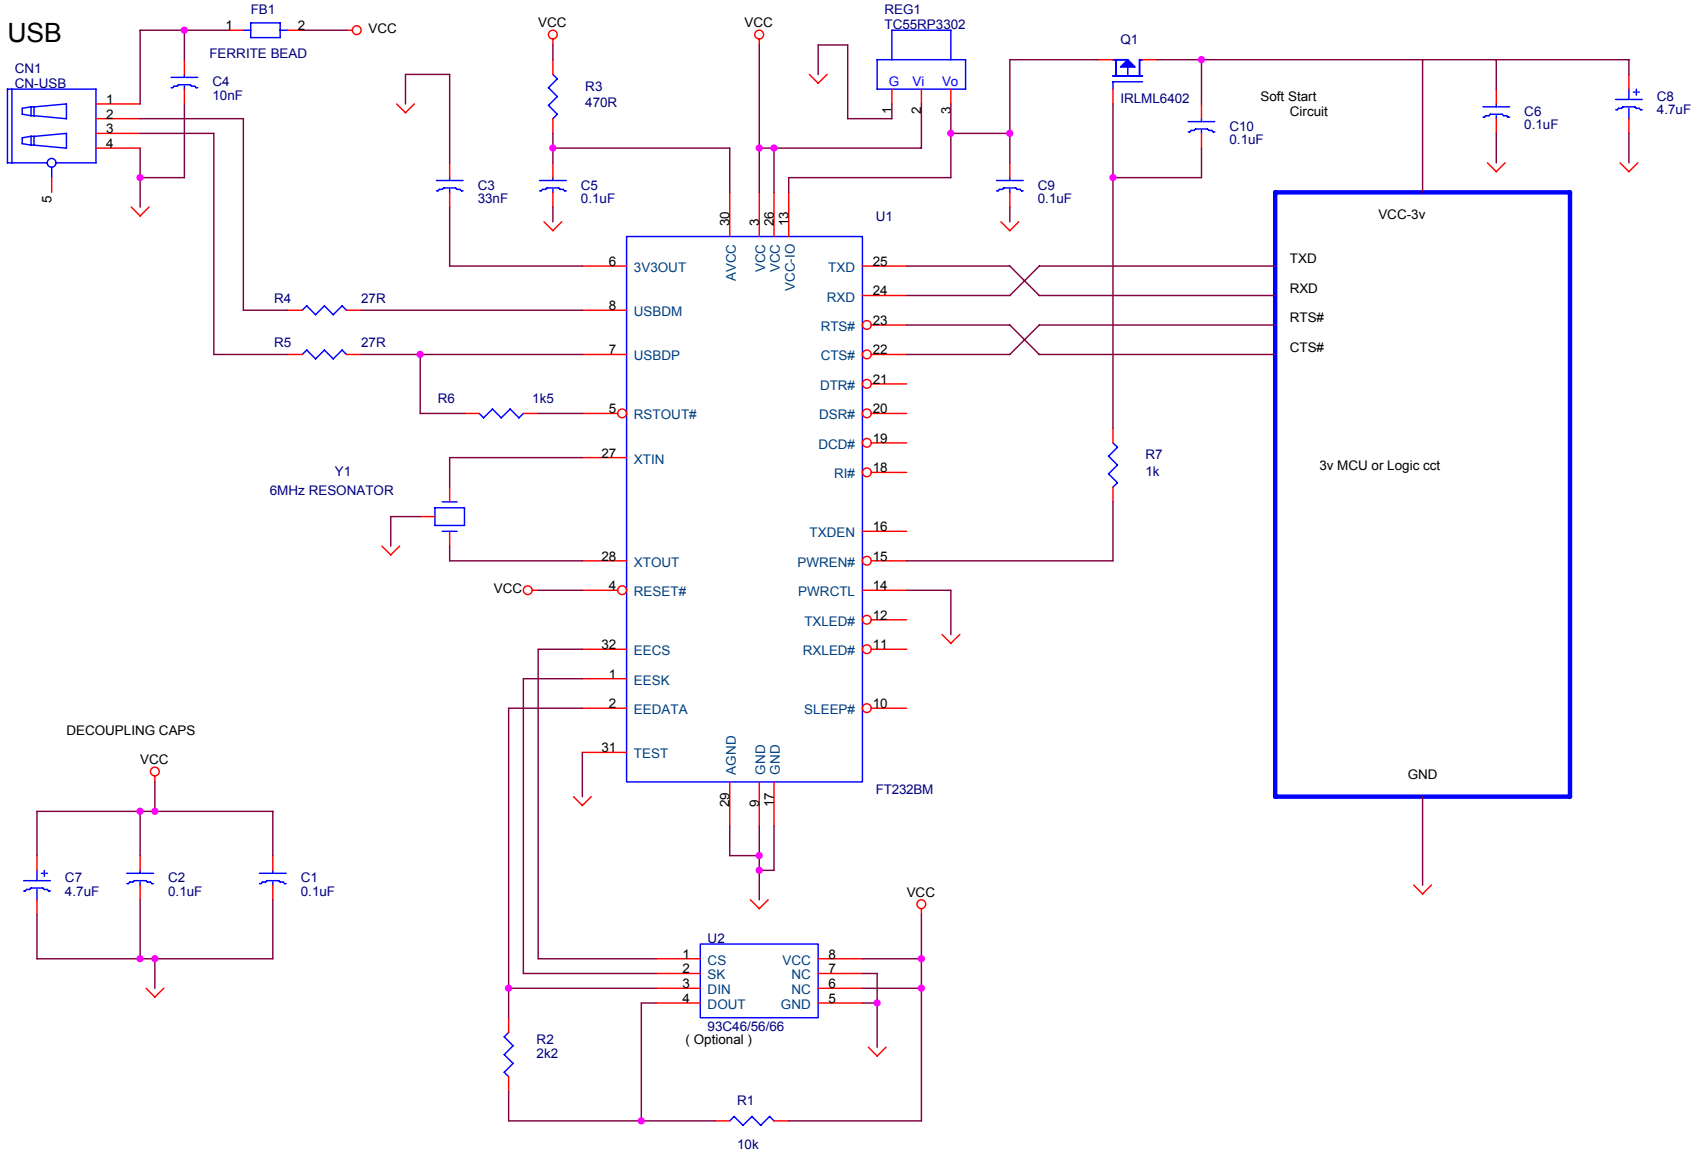 USB
CN1
CN-USB
1
2
3
4
5
FB1
1
2
VCC
FERRITE BEAD
C4
10nF
VCC
R3
470R
C3
33nF
C5
0.1uF
VCC
REG1
TC55RP3302
G Vi Vo
1
2
3
C9
0.1uF
Q1
IRLML6402
C10
0.1uF
Soft Start
Circuit
C6
0.1uF
C8
4.7uF
+
R4 27R
R5 27R
R6 1k5
Y1
6MHz RESONATOR
VCC
U1
30
3
26
13
AVCC
VCC
VCC
VCC-IO
6 3V3OUT
8 USBDM
7 USBDP
5 RSTOUT#
27 XTIN
28 XTOUT
4 RESET#
32 EECS
1 EESK
2 EEDATA
31 TEST
TXD 25
RXD 24
RTS# 23
CTS# 22
DTR# 21
DSR# 20
DCD# 19
RI# 18
TXDEN 16
PWREN# 15
PWRCTL 14
TXLED# 12
RXLED# 11
SLEEP# 10
AGND
GND
GND
29
9
17
FT232BM
R7
1k
VCC-3v
TXD
RXD
RTS#
CTS#
3v MCU or Logic cct
GND
DECOUPLING CAPS
VCC
+
C7
4.7uF
C2
0.1uF
C1
0.1uF
VCC
U2
1 CS VCC 8
2 SK NC 7
3 DIN NC 6
4 DOUT GND 5
93C46/56/66
( Optional )
R2
2k2
R1
10k